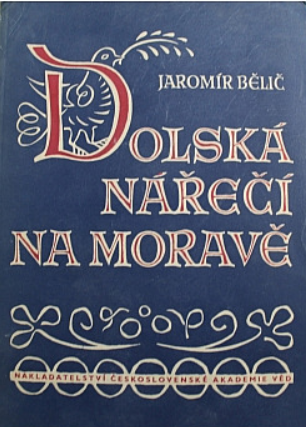 JAROMÍR BĚLIČ
DOLSKÁ
NÁŘEČÍ
NA MORAVĚ
NAKLADATELSTVÍ ČESKOSLOVENSKÉ AKADEMIE VĚD